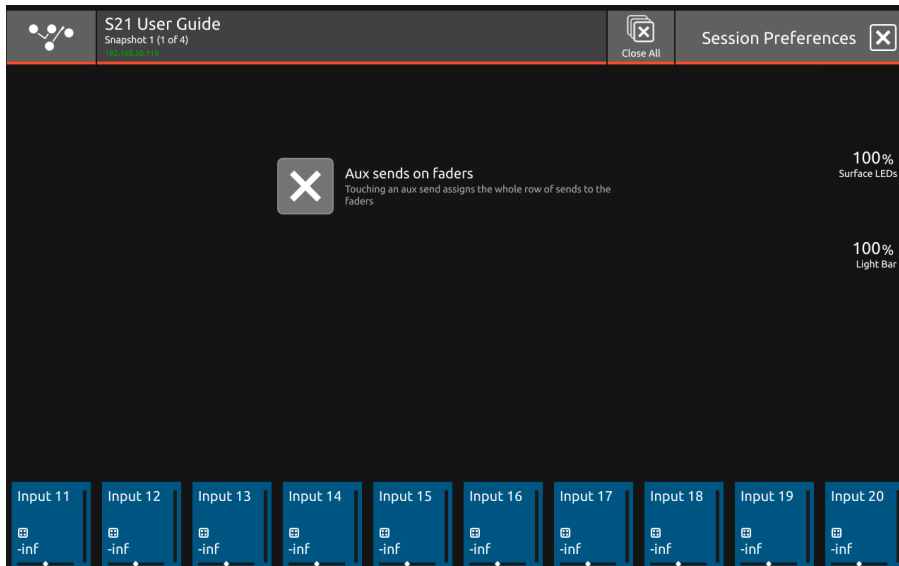 S21 User Guide
Snapshot 1 (1 of 4)
192.168.50.110
Close All
Session Preferences
Aux sends on faders
Touching an aux send assigns the whole row of sends to the
faders
100%
Surface LEDs
100%
Light Bar
Input 11
Input 12
Input 13
Input 14
Input 15
Input 16
Input 17
Input 18
Input 19
Input 20
-inf
-inf
-inf
-inf
-inf
-inf
-inf
-inf
-inf
-inf